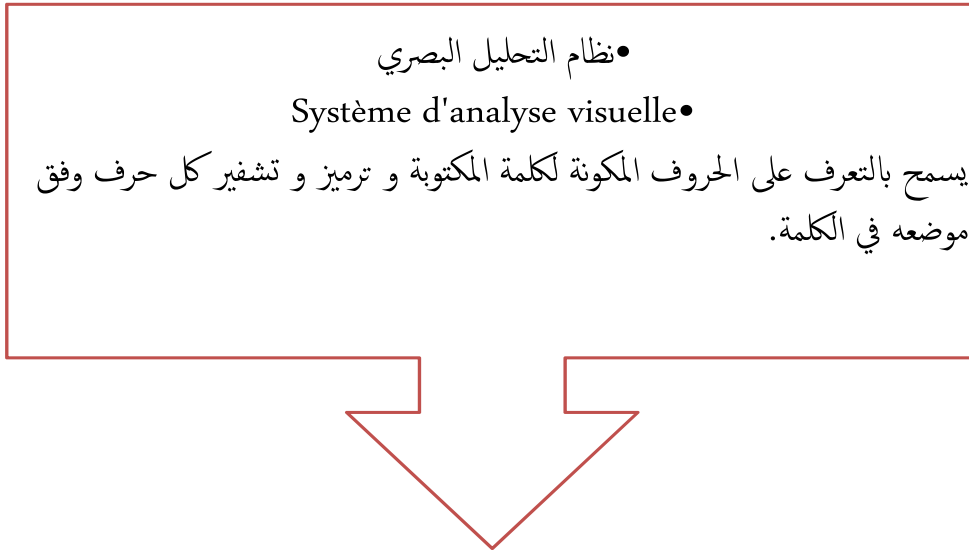 •نظام التحليل البصري
Système d'analyse visuelle•
يسمح بالتعرف على الحروف المكونة لكلمة المكتوبة و ترميز و تشفير كل حرف وفق
موضعه في الكلمة.